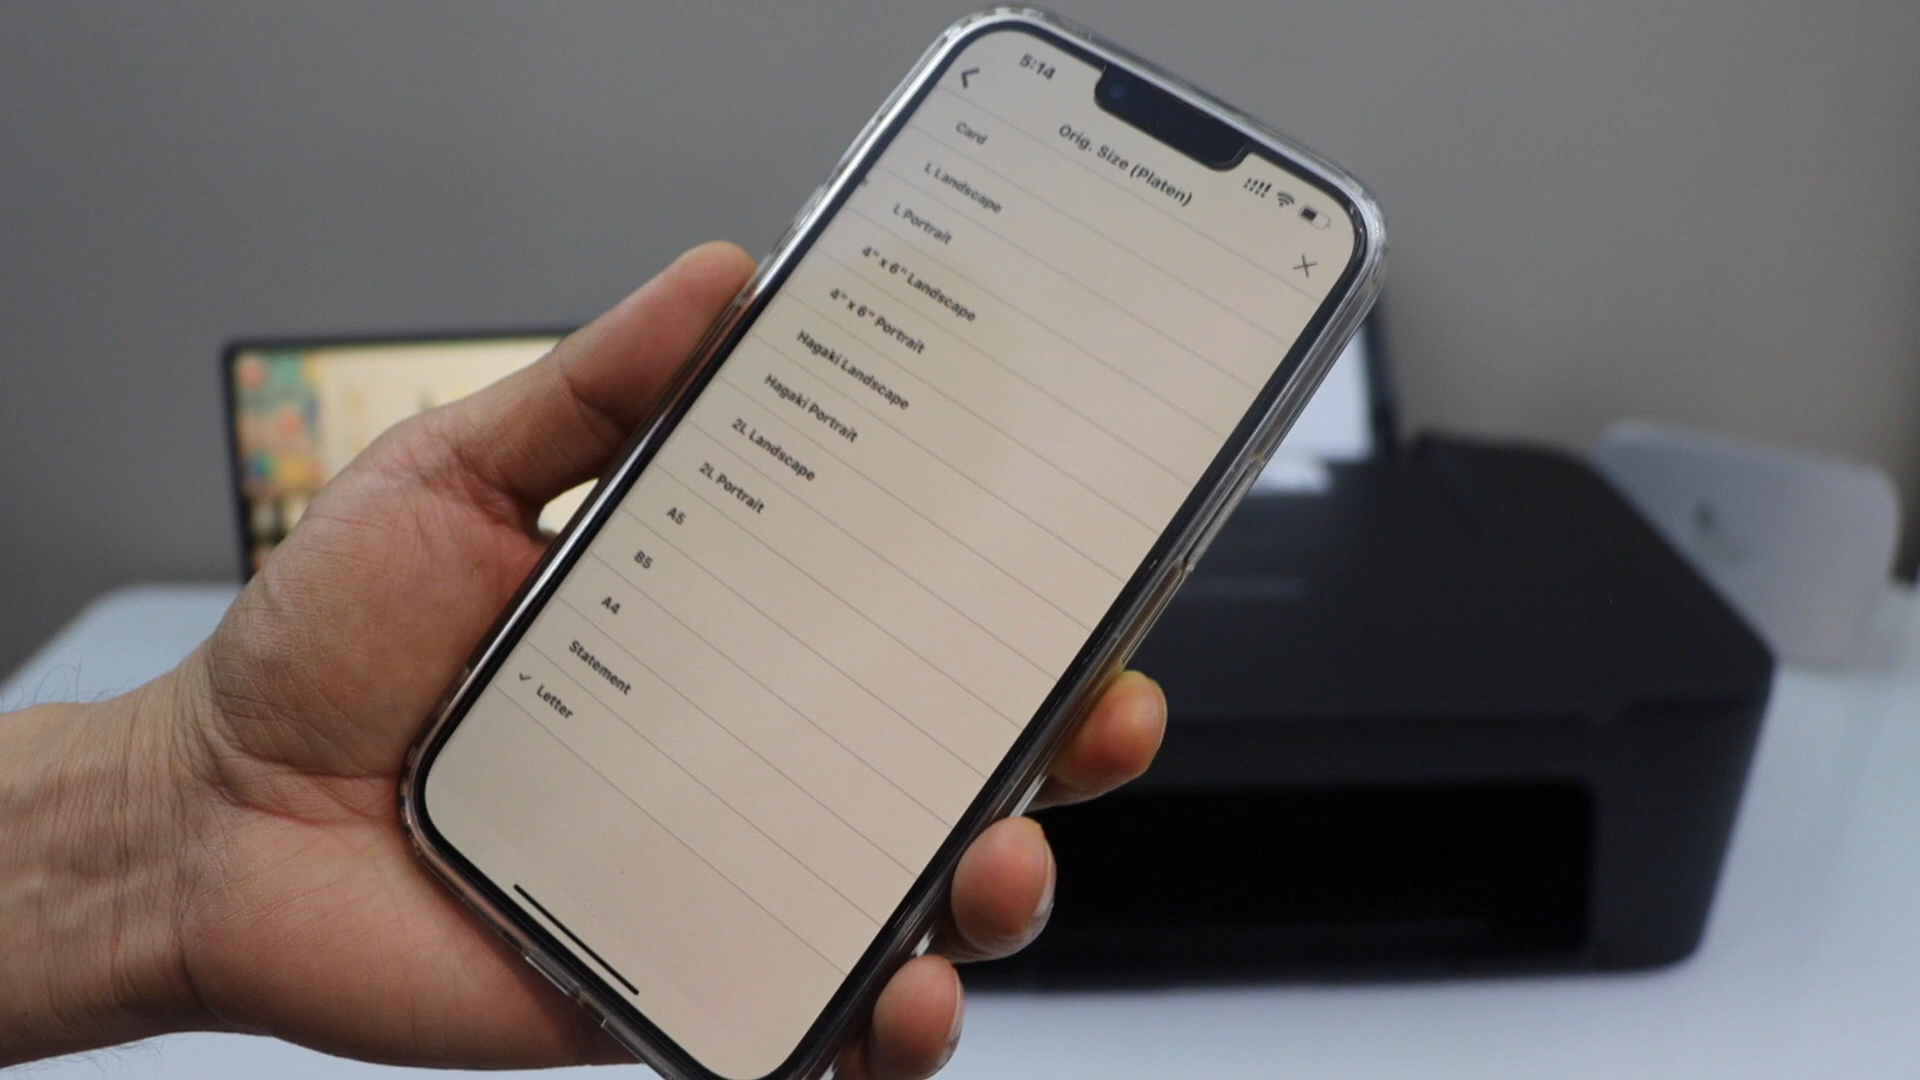 5:14
Orig. Size (Platen)
Card
L Landscape
L Portrait
4" x 6" Landscape
4" x 6" Portrait
Hagaki Landscape
Hagaki Portrait
2L Landscape
2L Portrait
A5
B5
A4
Statement
Letter